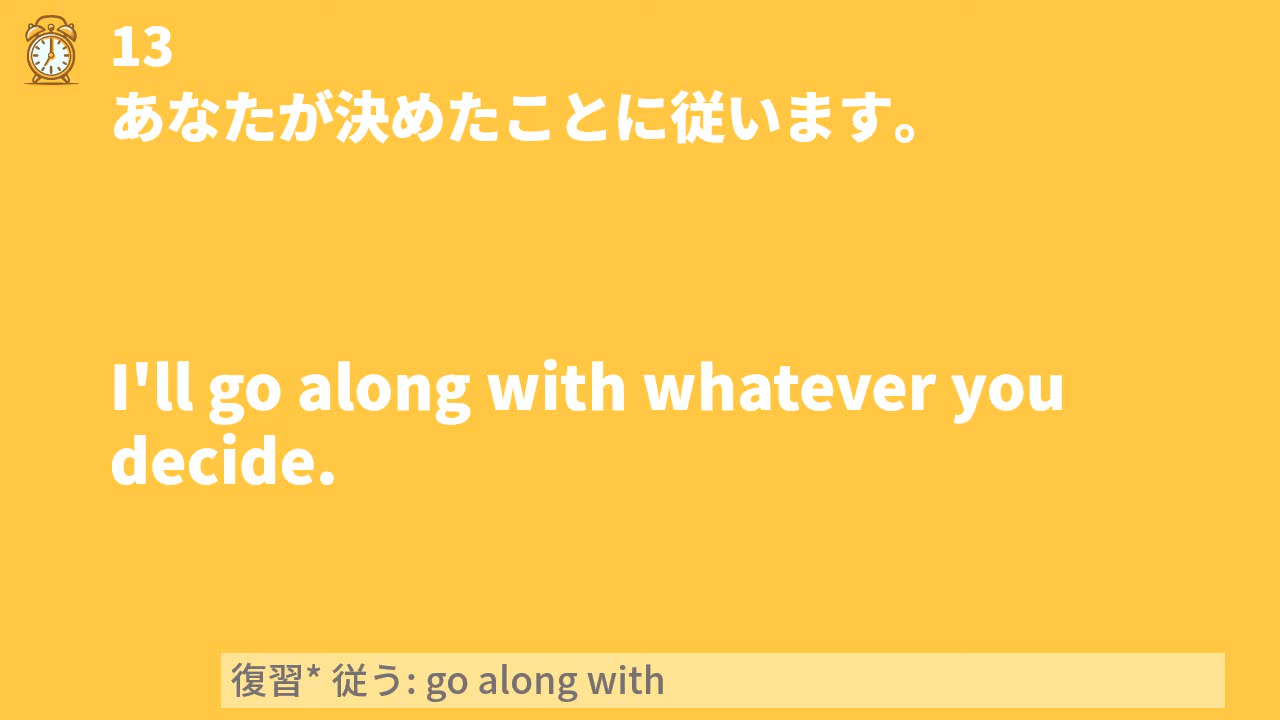 13
あなたが決めたことに従います。
I'll go along with whatever you
decide.
復習* 従う: go along with